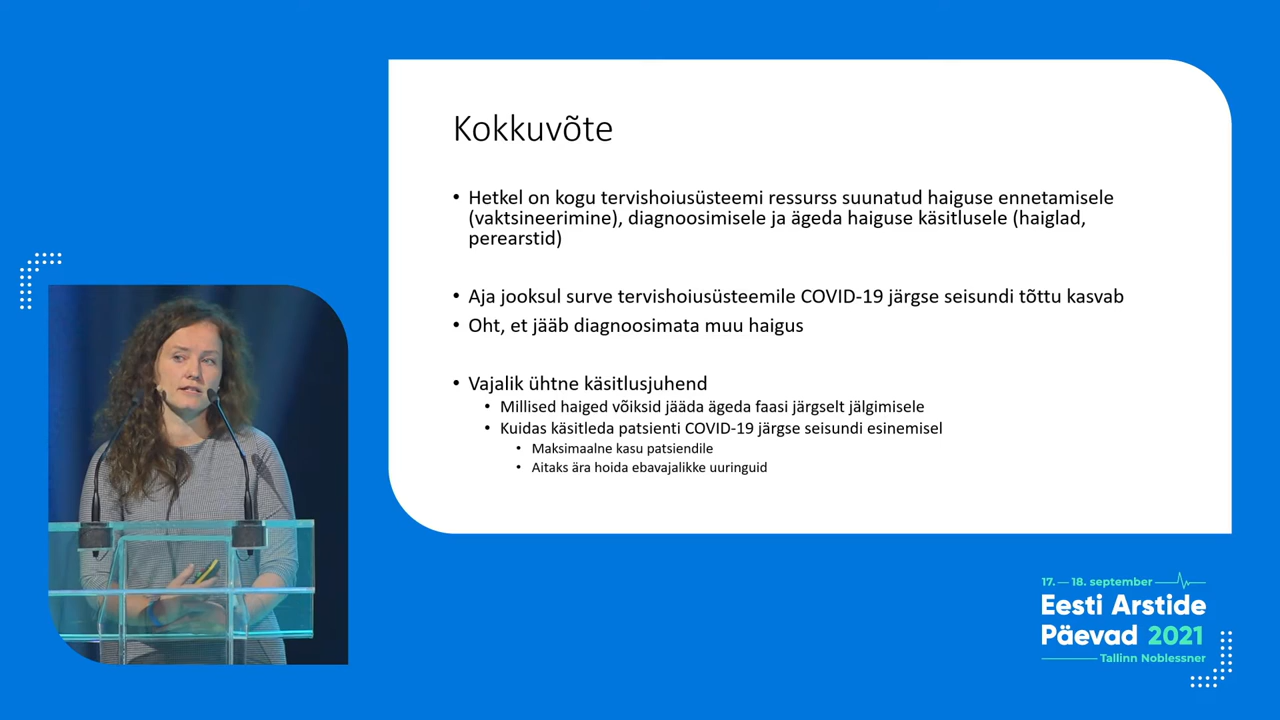 Kokkuvõte
• Hetkel on kogu tervishoiusüsteemi ressurss suunatud haiguse ennetamisele
(vaktsineerimine), diagnoosimisele ja ägeda haiguse käsitlusele (haiglad,
perearstid)
• Aja jooksul surve tervishoiusüsteemile COVID-19 järgse seisundi tõttu kasvab
• Oht, et jääb diagnoosimata muu haigus
• Vajalik ühtne käsitlusjuhend
• Millised haiged võiksid jääda ägeda faasi järgselt jälgimisele
• Kuidas käsitleda patsienti COVID-19 järgse seisundi esinemisel
• Maksimaalne kasu patsiendile
• Aitaks ära hoida ebavajalikke uuringuid
17. — 18. september
Eesti Arstide
Päevad 2021
Tallinn Noblessner